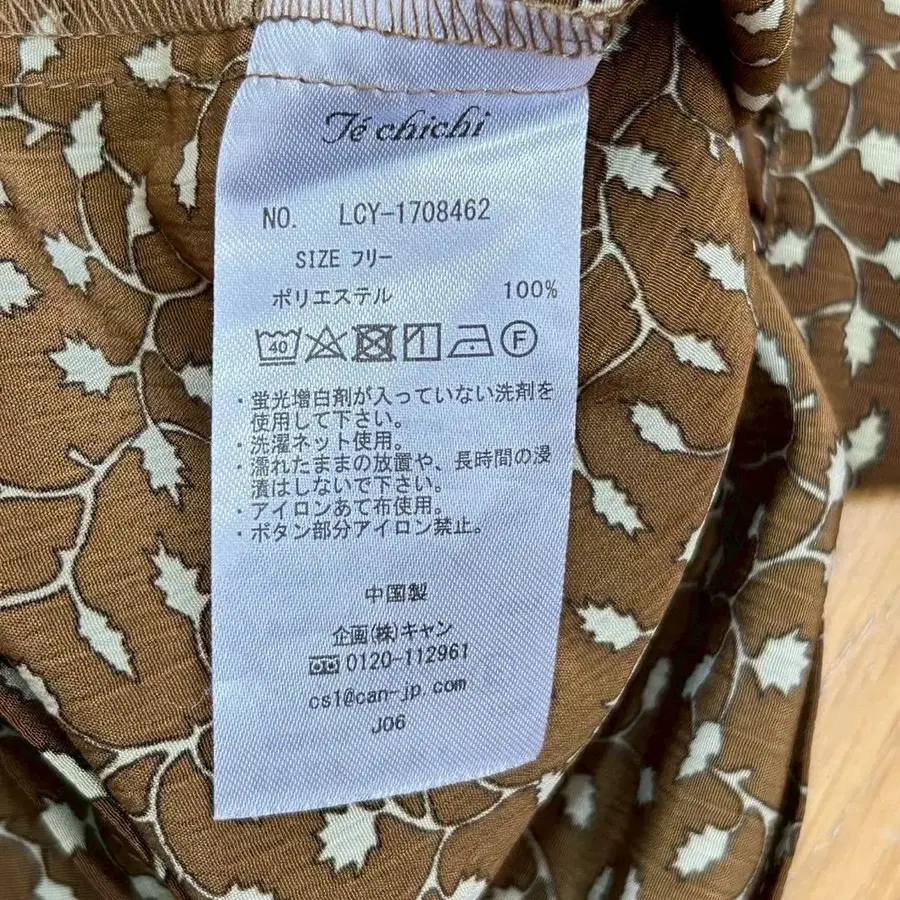 Té chichi
NO. LCY-1708462
SIZE フリー
ポリエステル 100%
40 F
・蛍光増白剤が入っていない洗剤を
使用して下さい。
・洗濯ネット使用。
・濡れたままの放置や、長時間の浸
漬はしないで下さい。
・アイロンあて布使用。
・ボタン部分アイロン禁止。
中国製
企画(株)キャン
0120-112961
cs1@can-jp.com
J06